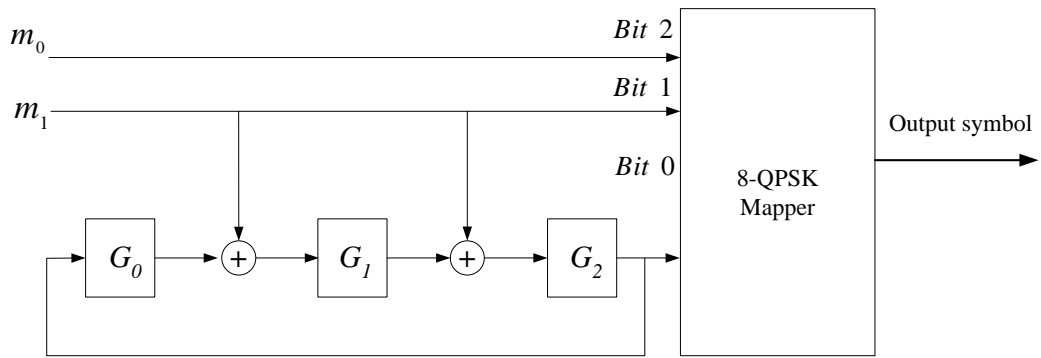 m0
Bit 2
m1
Bit 1
Bit 0
8-QPSK
Mapper
Output symbol
G0
+
G1
+
G2